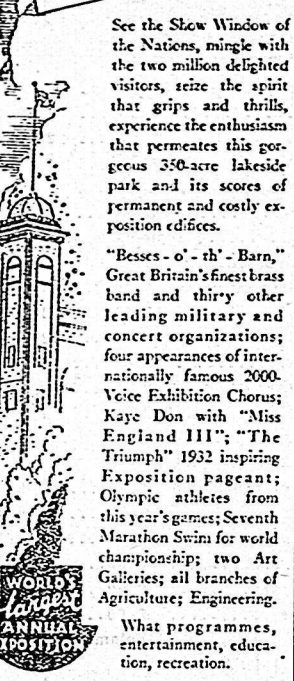 See the Show Window of
the Nations, mingle with
the two million delighted
visitors, seize the spirit
that grips and thrills,
experience the enthusiasm
that permeates this gor-
geous 350-acre lakeside
park and its scores of
permanent and costly ex-
position edifices.
"Besses-o'-th'-Barn,"
Great Britain's finest brass
band and thirty other
leading military and
concert organizations;
four appearances of inter-
nationally famous 2000-
Voice Exhibition Chorus;
Kaye Don with "Miss
England III"; "The
Triumph" 1932 inspiring
Exposition pageant;
Olympic athletes from
this year's games; Seventh
Marathon Swim for world
championship; two Art
Galleries; all branches of
Agriculture; Engineering.
What programmes,
entertainment, educa-
tion, recreation.
WORLD'S
largest
ANNUAL
EXPOSITION